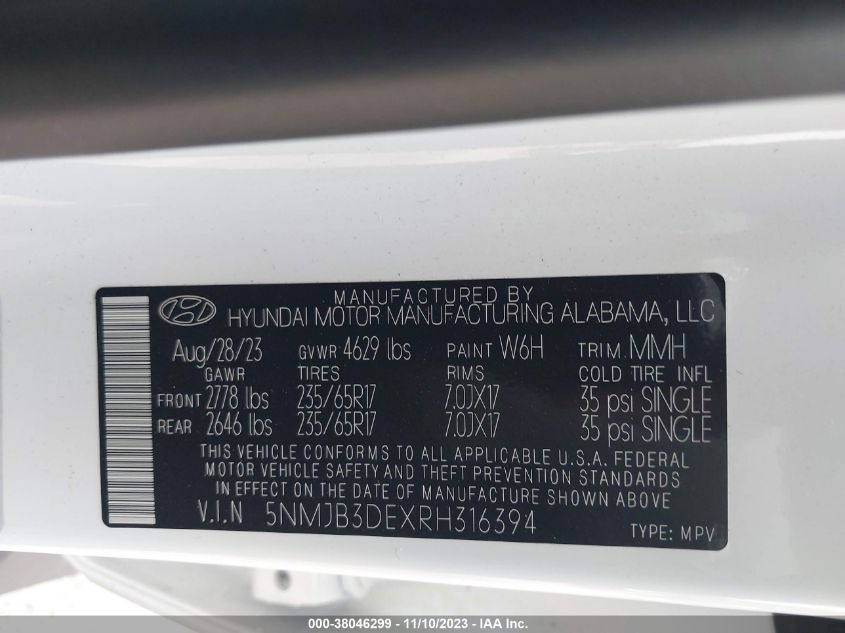 MANUFACTURED BY
HYUNDAI MOTOR MANUFACTURING ALABAMA, LLC
Aug/28/23 GVWR 4629 lbs PAINT W6H TRIM MMH
GAWR TIRES RIMS COLD TIRE INFL
FRONT 2778 lbs 235/65R17 7.0JX17 35 psi SINGLE
REAR 2646 lbs 235/65R17 7.0JX17 35 psi SINGLE
THIS VEHICLE CONFORMS TO ALL APPLICABLE U.S.A. FEDERAL
MOTOR VEHICLE SAFETY AND THEFT PREVENTION STANDARDS
IN EFFECT ON THE DATE OF MANUFACTURE SHOWN ABOVE
V.I.N 5NMJB3DEXRH316394
TYPE: MPV
000-38046299 - 11/10/2023 - IAA Inc.